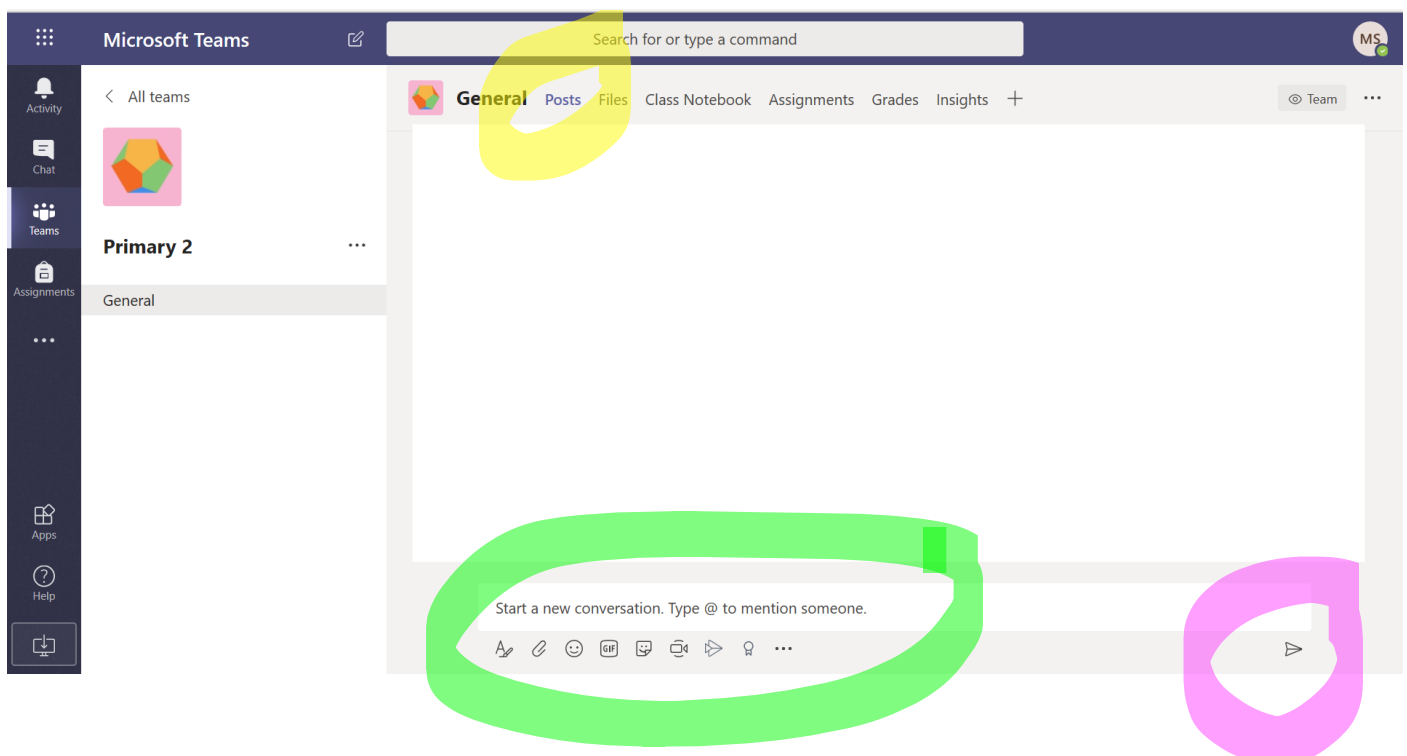 Microsoft Teams
Search for or type a command
MS
Activity
Chat
Teams
Assignments
Apps
Help
All teams
Primary 2
General
General Posts Files Class Notebook Assignments Grades Insights
Team
Start a new conversation. Type @ to mention someone.
GIF